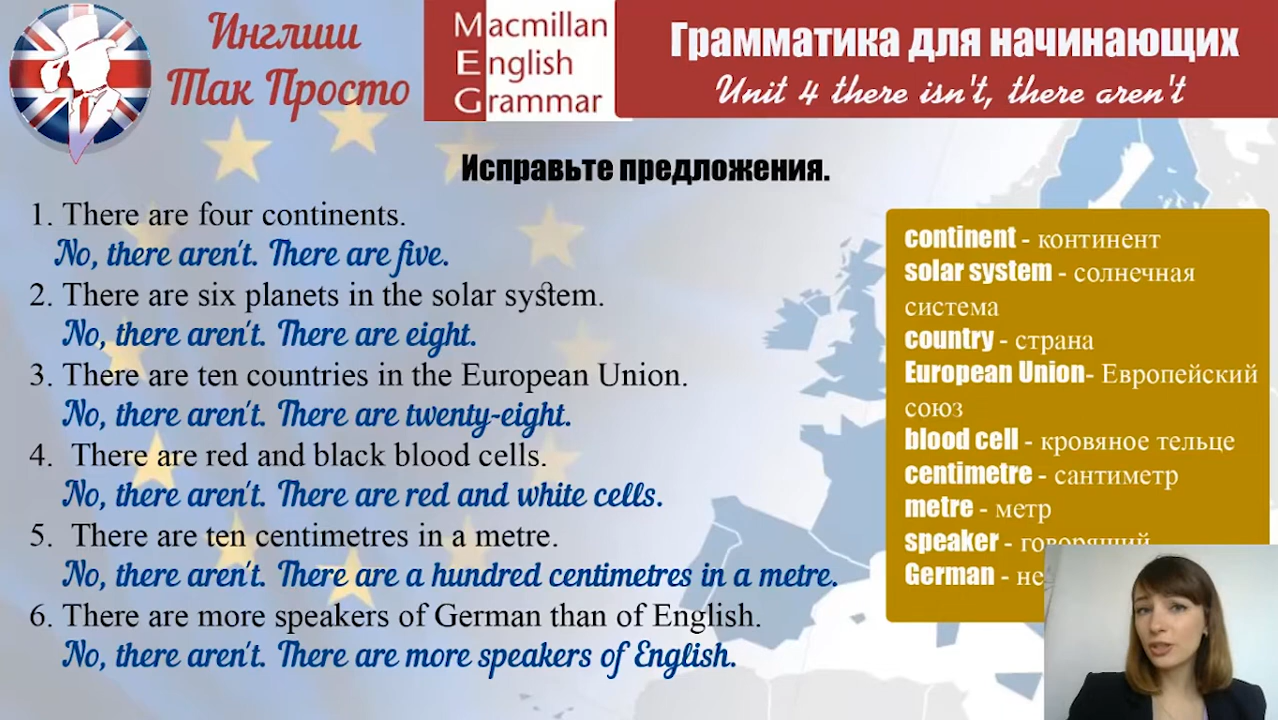 Инглиш
Так Просто
Macmillan
English
Grammar
Грамматика для начинающих
Unit 4 there isn't, there aren't
Исправьте предложения.
1. There are four continents.
No, there aren't. There are five.
2. There are six planets in the solar system.
No, there aren't. There are eight.
3. There are ten countries in the European Union.
No, there aren't. There are twenty-eight.
4. There are red and black blood cells.
No, there aren't. There are red and white cells.
5. There are ten centimetres in a metre.
No, there aren't. There are a hundred centimetres in a metre.
6. There are more speakers of German than of English.
No, there aren't. There are more speakers of English.
continent - континент
solar system - солнечная
система
country - страна
European Union- Европейский
союз
blood cell - кровяное тельце
centimetre - сантиметр
metre - метр
speaker - говорящий
German - не